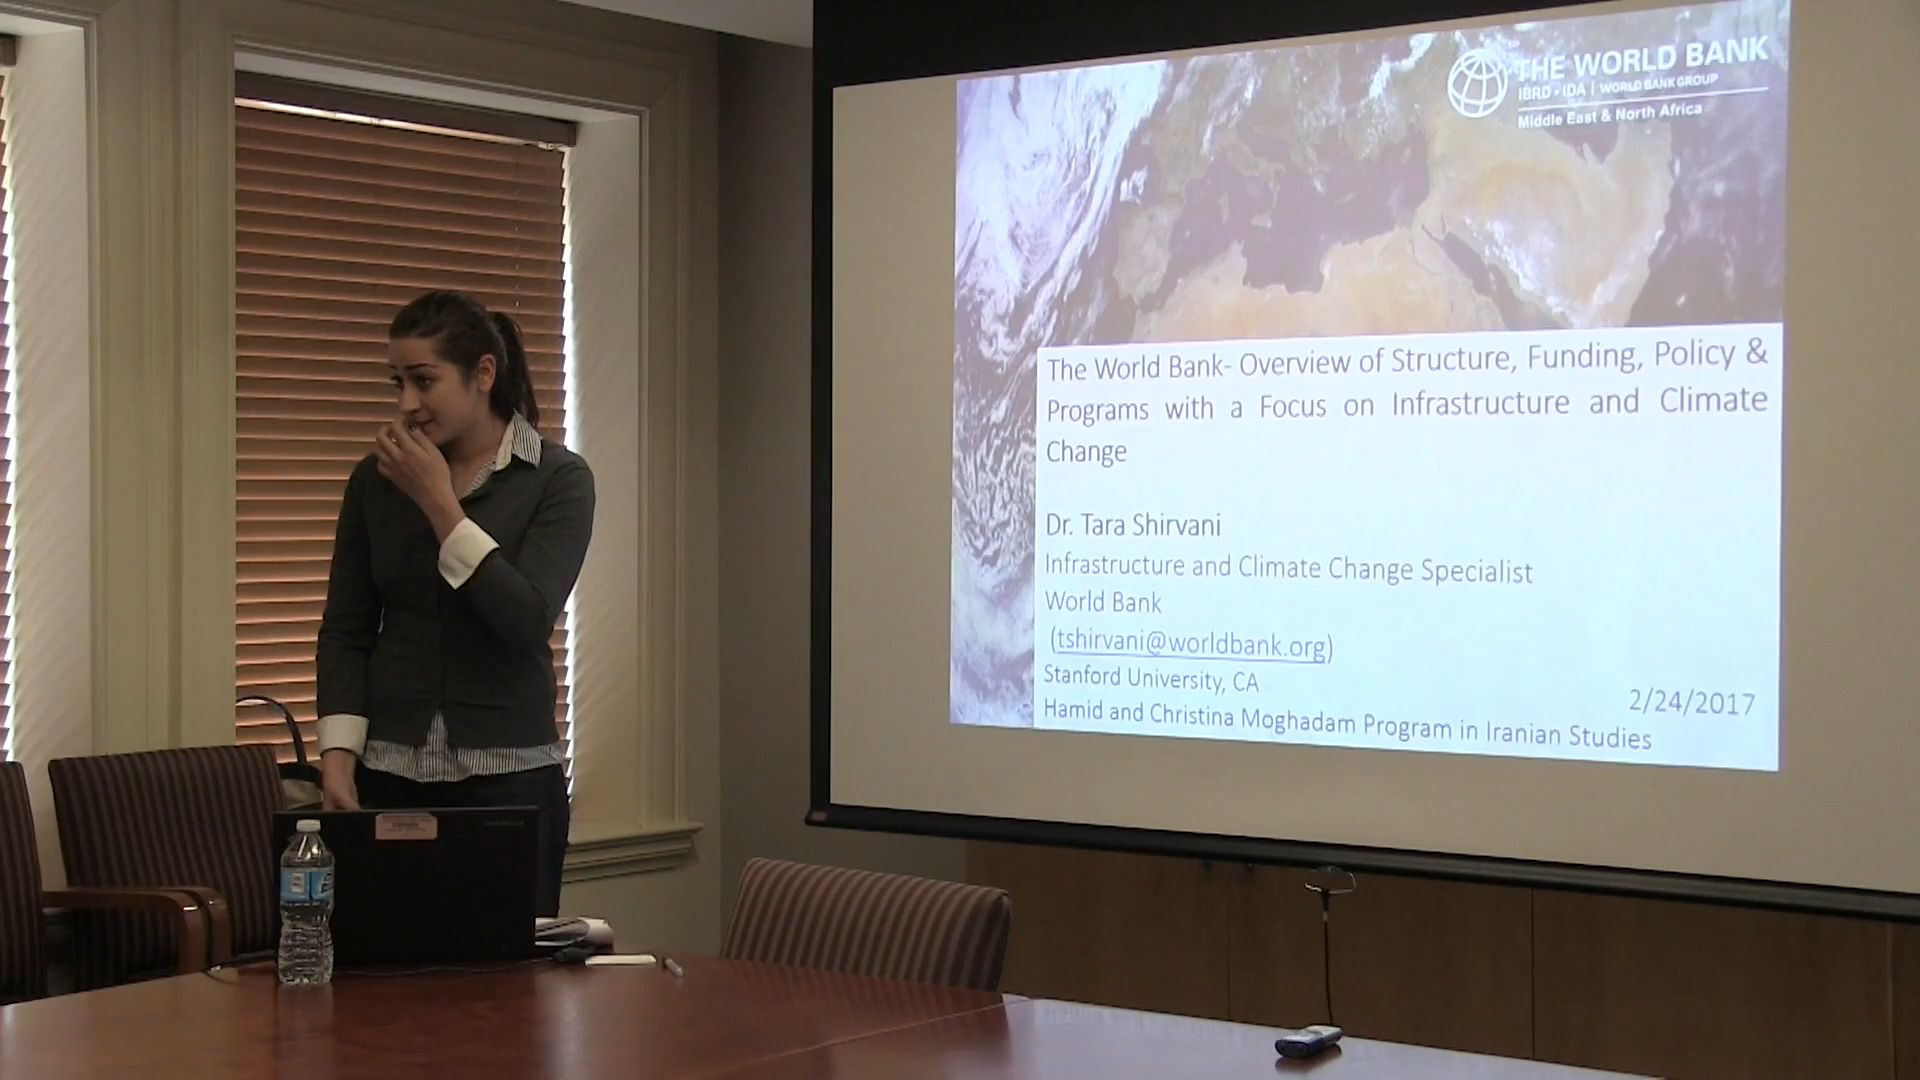 THE WORLD BANK
IBRD • IDA | WORLD BANK GROUP
Middle East & North Africa
The World Bank- Overview of Structure, Funding, Policy &
Programs with a Focus on Infrastructure and Climate
Change
Dr. Tara Shirvani
Infrastructure and Climate Change Specialist
World Bank
(tshirvani@worldbank.org)
Stanford University, CA
2/24/2017
Hamid and Christina Moghadam Program in Iranian Studies